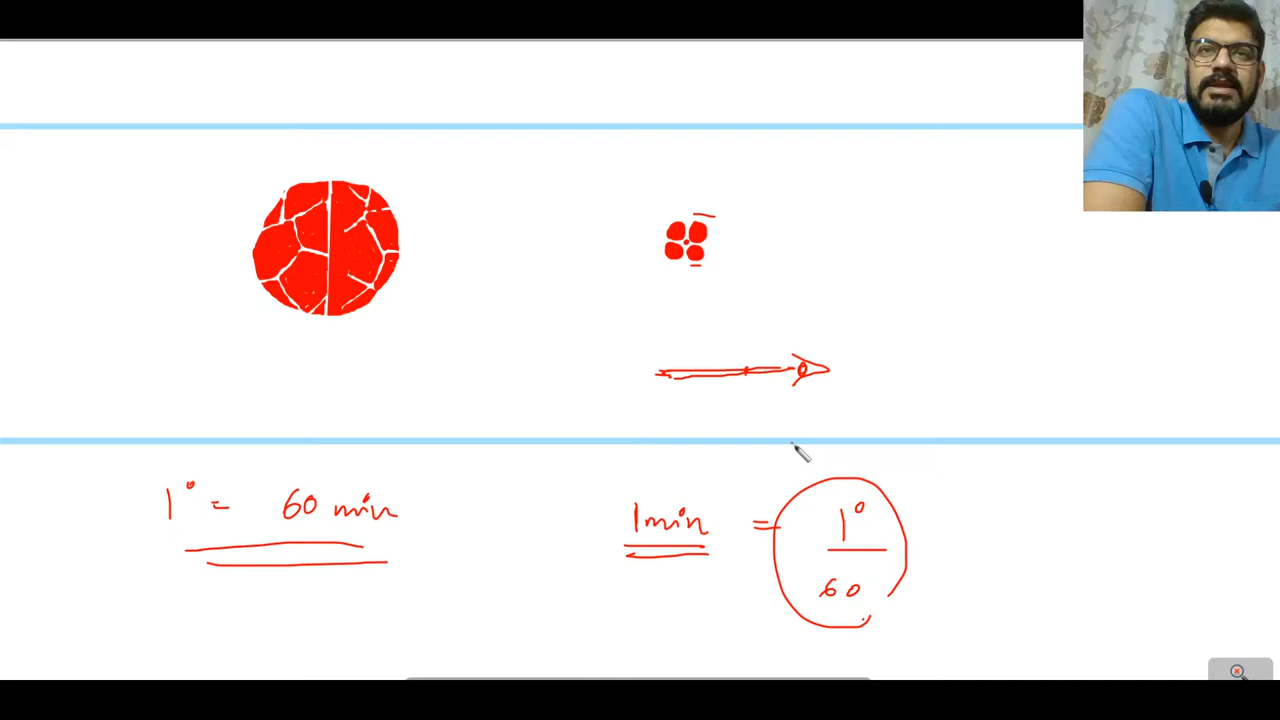 1° = 60 min
1min = 1°/60